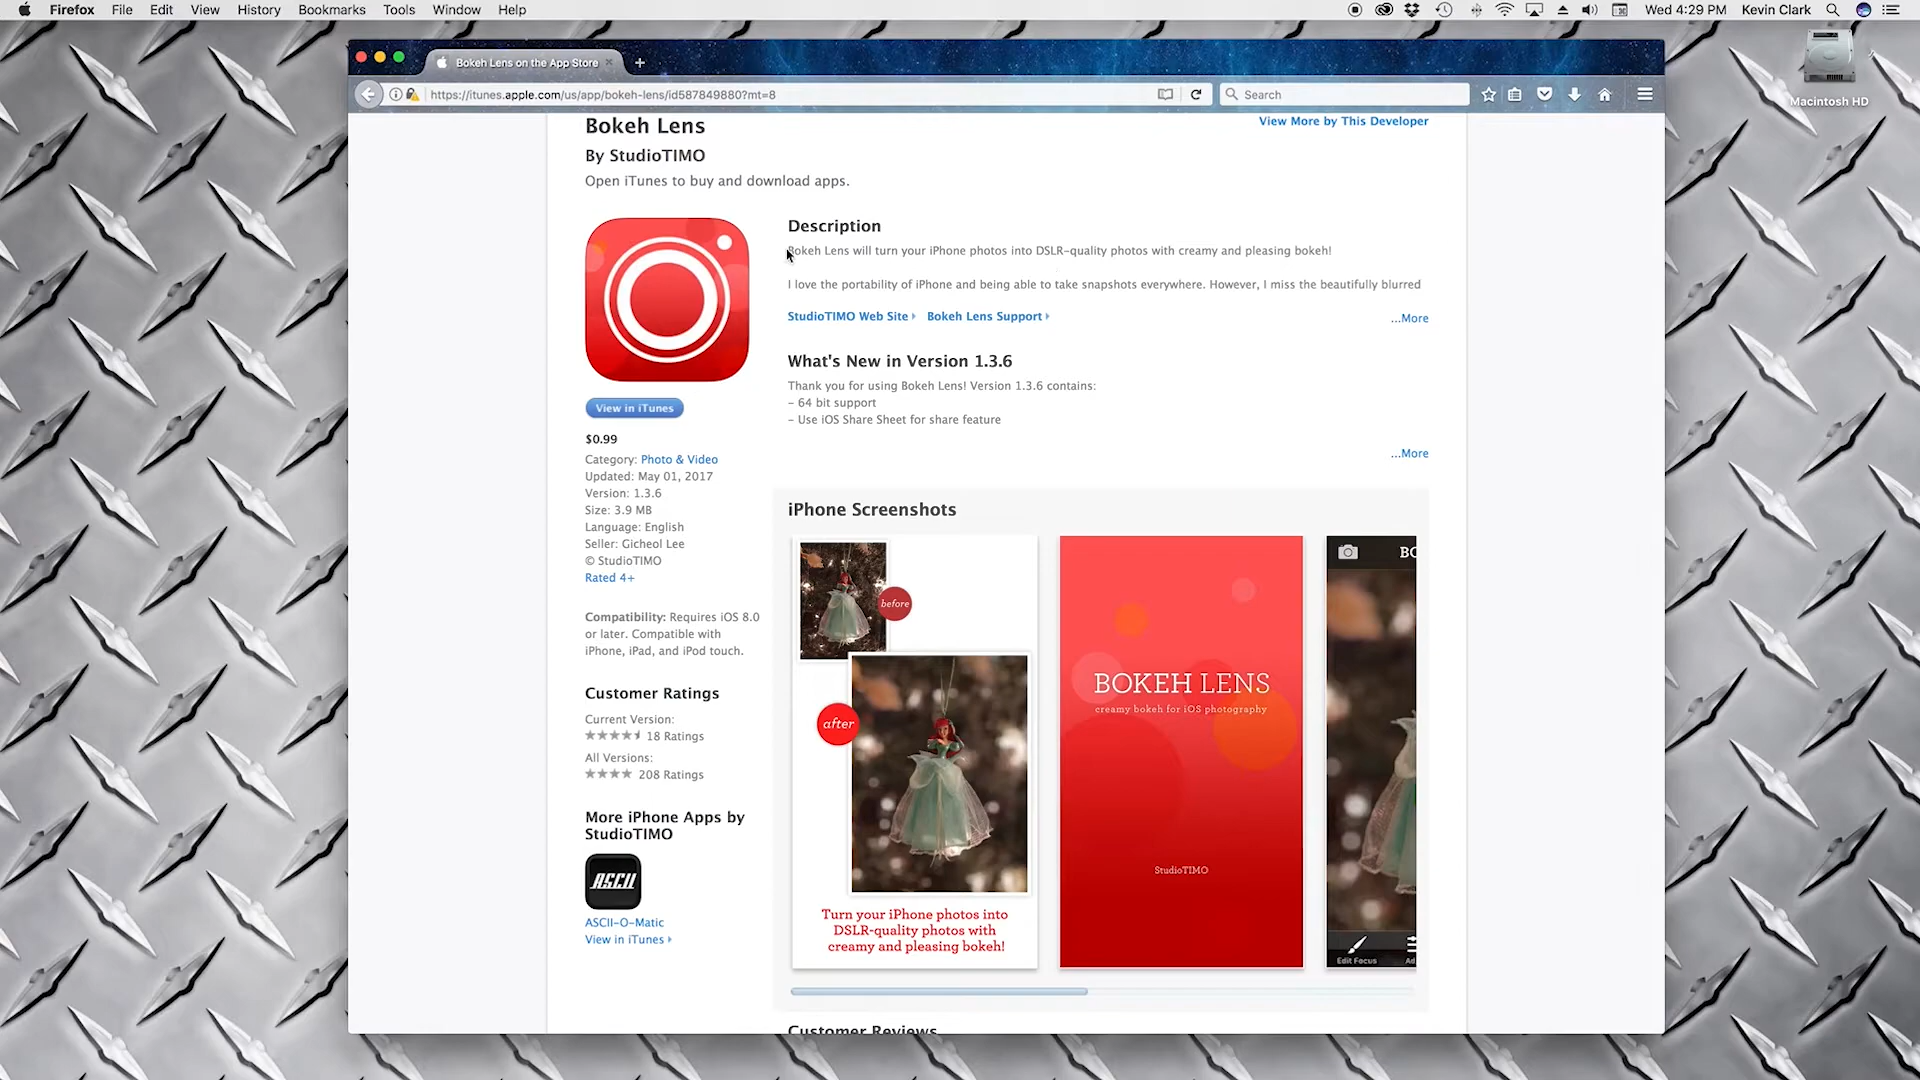 Firefox File Edit View History Bookmarks Tools Window Help
Wed 4:29 PM Kevin Clark
Macintosh HD
Bokeh Lens on the App Store
https://itunes.apple.com/us/app/bokeh-lens/id587849880?mt=8
Search
Bokeh Lens
View More by This Developer
By StudioTIMO
Open iTunes to buy and download apps.
Description
Bokeh Lens will turn your iPhone photos into DSLR-quality photos with creamy and pleasing bokeh!
I love the portability of iPhone and being able to take snapshots everywhere. However, I miss the beautifully blurred
StudioTIMO Web Site Bokeh Lens Support
...More
What's New in Version 1.3.6
Thank you for using Bokeh Lens! Version 1.3.6 contains:
- 64 bit support
- Use iOS Share Sheet for share feature
...More
View in iTunes
$0.99
Category: Photo & Video
Updated: May 01, 2017
Version: 1.3.6
Size: 3.9 MB
Language: English
Seller: Gicheol Lee
© StudioTIMO
Rated 4+
Compatibility: Requires iOS 8.0
or later. Compatible with
iPhone, iPad, and iPod touch.
Customer Ratings
Current Version:
18 Ratings
All Versions:
208 Ratings
More iPhone Apps by
StudioTIMO
ASCII
ASCII-O-Matic
View in iTunes
iPhone Screenshots
before
after
Turn your iPhone photos into
DSLR-quality photos with
creamy and pleasing bokeh!
BOKEH LENS
creamy bokeh for iOS photography
StudioTIMO
BO
Edit Focus
Ad
Customer Reviews